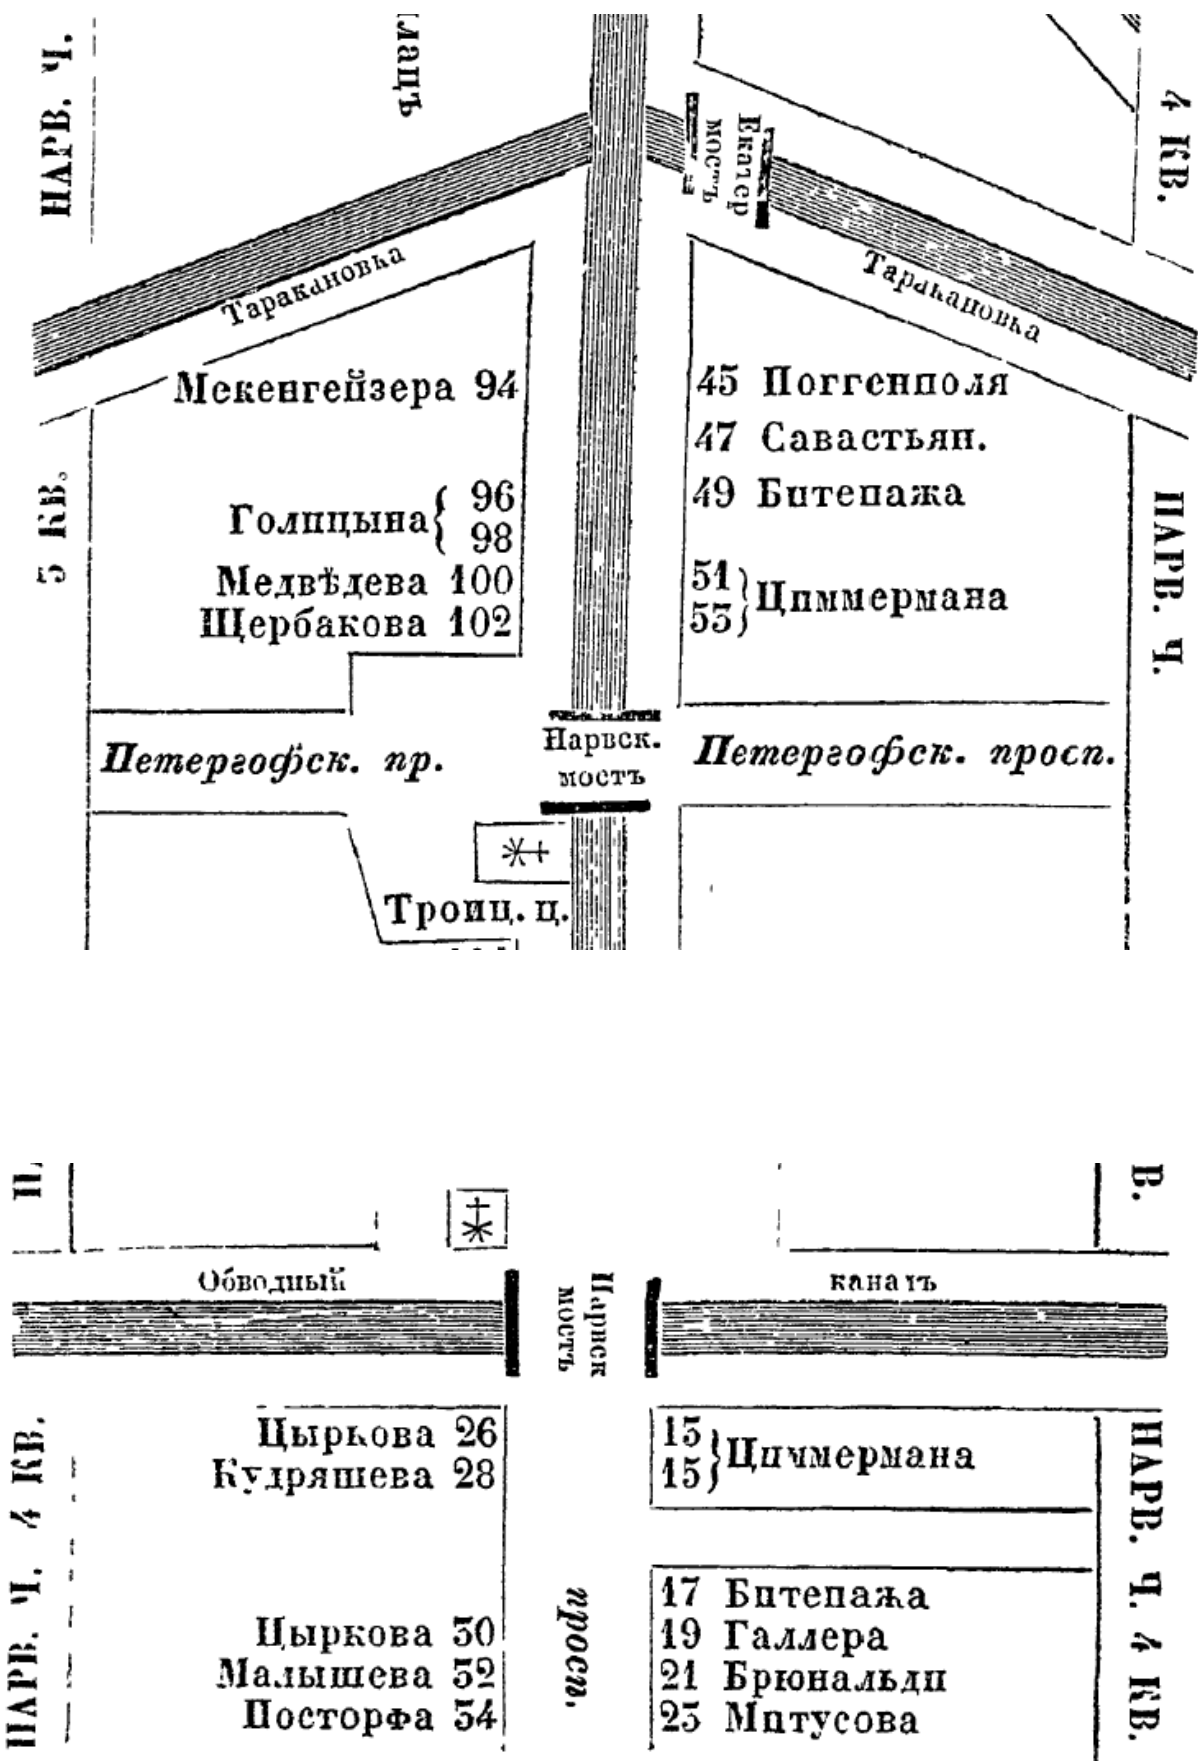 НАРВ. Ч.
лацъ
4 КВ.
Екатер
мостъ
Таракановка
Таракановка
Мекенгейзера 94
45 Поггенполя
47 Савастьян.
5 КВ.
Голицына { 96
98
49 Битепажа
НАРВ. Ч.
Медвѣдева 100
Щербакова 102
51
53 } Циммермана
Петергофск. пр.
Нарвск.
мостъ
Петергофск. просп.
Троиц. ц.
В.
Обводный
каналъ
Нарвск
мостъ
НАРВ. Ч. 4 КВ.
Цыркова 26
Кудряшева 28
13
15 } Циммермана
НАРВ. Ч. 4 КВ.
просп.
Цыркова 30
Малышева 32
Посторфа 34
17 Битепажа
19 Галлера
21 Брюнальди
23 Митусова